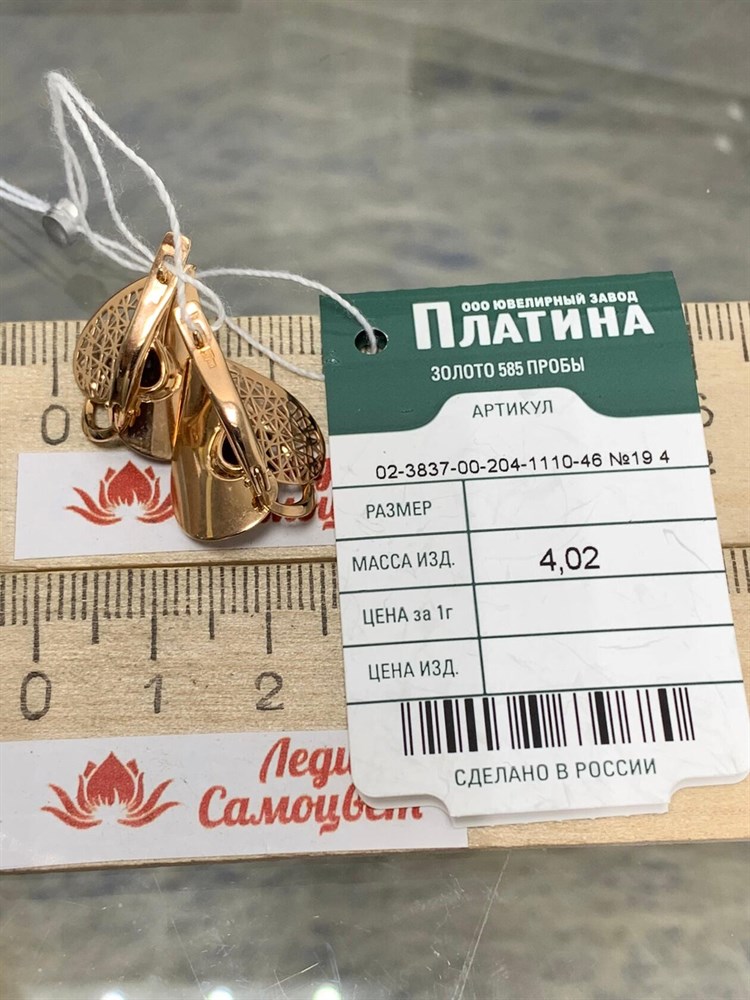 ООО ЮВЕЛИРНЫЙ ЗАВОД
ПЛАТИНА
ЗОЛОТО 585 ПРОБЫ
АРТИКУЛ
02-3837-00-204-1110-46 №19 4
РАЗМЕР
МАССА ИЗД. 4,02
ЦЕНА за 1г
ЦЕНА ИЗД.
СДЕЛАНО В РОССИИ
0
0 1 2
Леди
Самоцвет